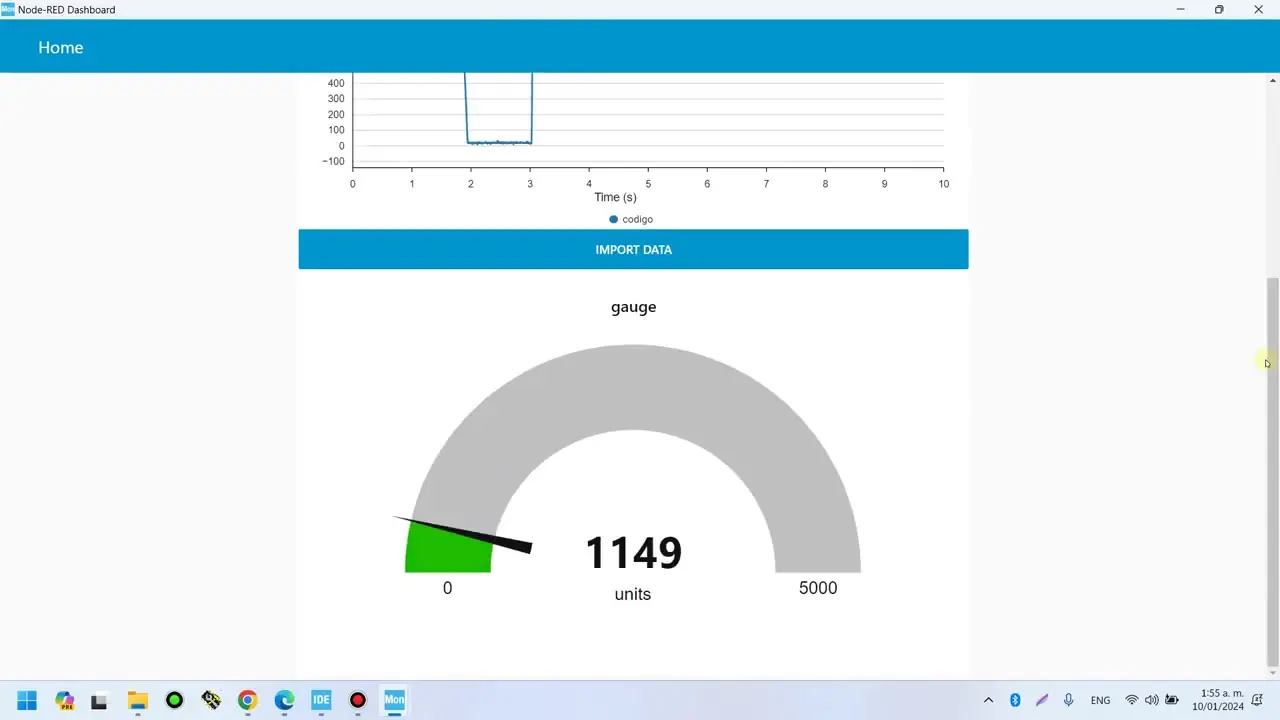 Mon Node-RED Dashboard
Home
400
300
200
100
0
−100
0 1 2 3 4 5 6 7 8 9 10
Time (s)
codigo
IMPORT DATA
gauge
1149
0 units 5000
PRE IDE Mon ENG 1:55 a. m.
10/01/2024